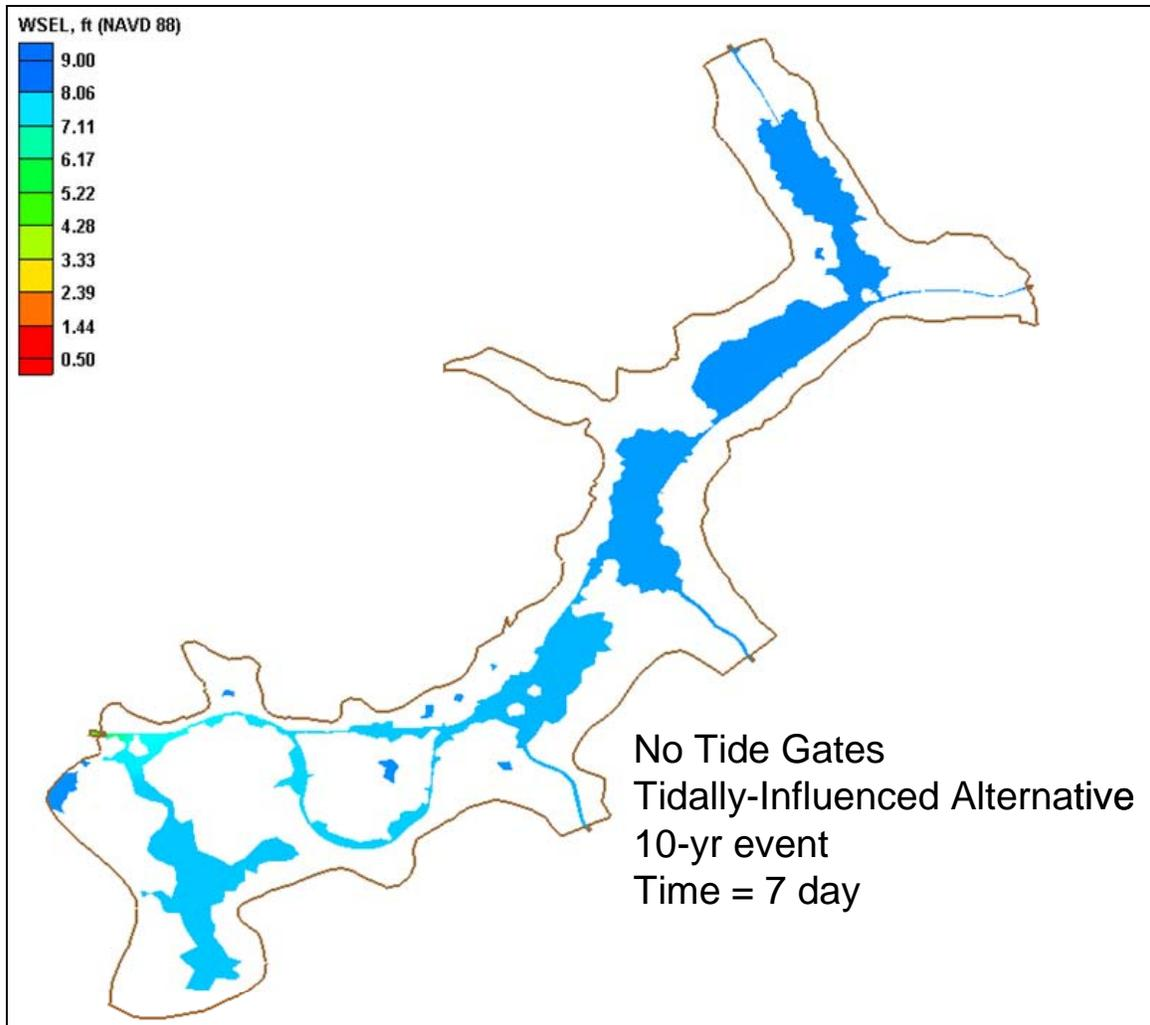 WSEL, ft (NAVD 88)
9.00
8.06
7.11
6.17
5.22
4.28
3.33
2.39
1.44
0.50
No Tide Gates
Tidally-Influenced Alternative
10-yr event
Time = 7 day